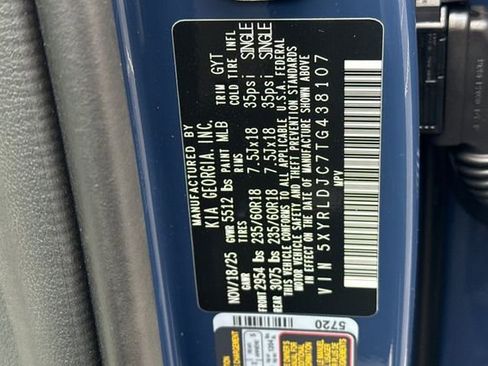 MANUFACTURED BY
KIA GEORGIA, INC.
NOV/18/25 GVWR 5512 lbs PAINT MLB TRIM GYT
GAWR TIRES RIMS COLD TIRE INFL
FRONT 2954 lbs 235/60R18 7.5Jx18 35psi SINGLE
REAR 3075 lbs 235/60R18 7.5Jx18 35psi SINGLE
THIS VEHICLE CONFORMS TO ALL APPLICABLE U.S.A. FEDERAL
MOTOR VEHICLE SAFETY AND THEFT PREVENTION STANDARDS
IN EFFECT ON THE DATE OF MANUFACTURE SHOWN ABOVE
VIN 5XYRLDJC7TG438107
MPV
5720